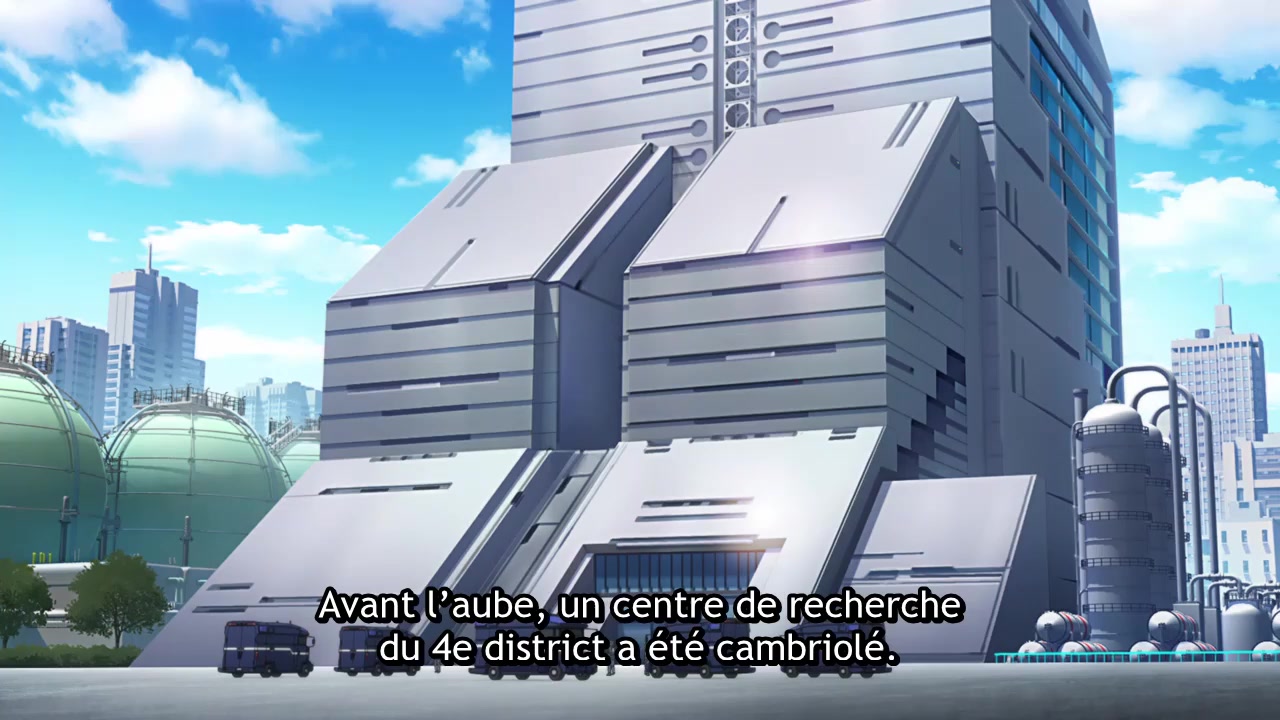 Avant l’aube, un centre de recherche
du 4e district a été cambriolé.